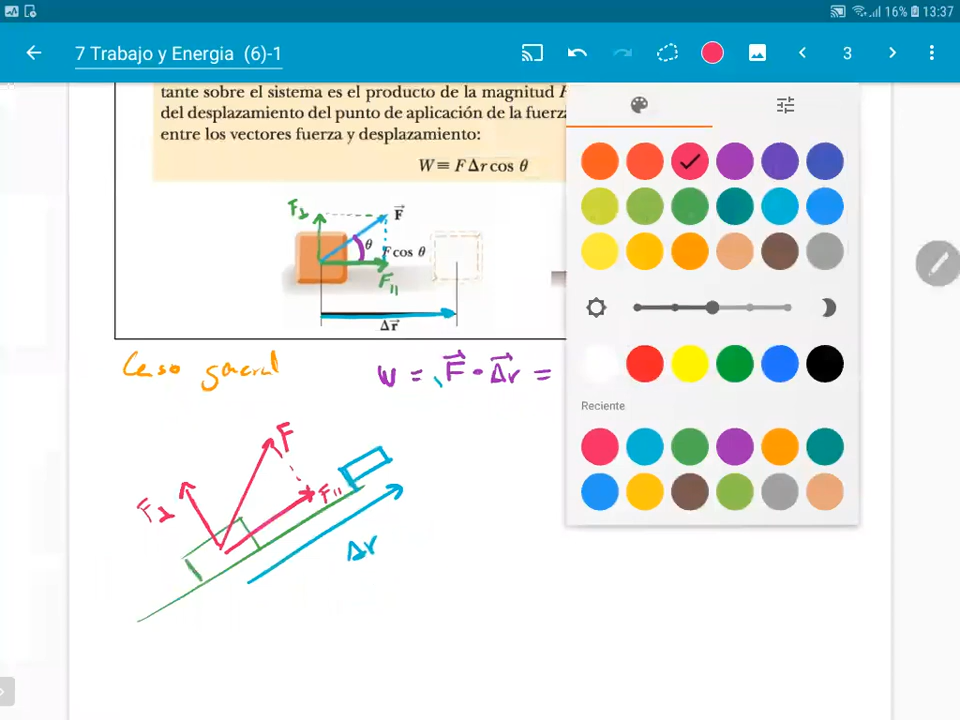 16% 13:37
7 Trabajo y Energia (6)-1
3
tante sobre el sistema es el producto de la magnitud F
del desplazamiento del punto de aplicación de la fuerza
entre los vectores fuerza y desplazamiento:
W ≡ F Δr cos θ
F⊥
F⃗
θ
F cos θ
F||
Δr⃗
Caso general
W = F⃗ · Δr⃗ =
Reciente
F
F⊥
F||
Δr